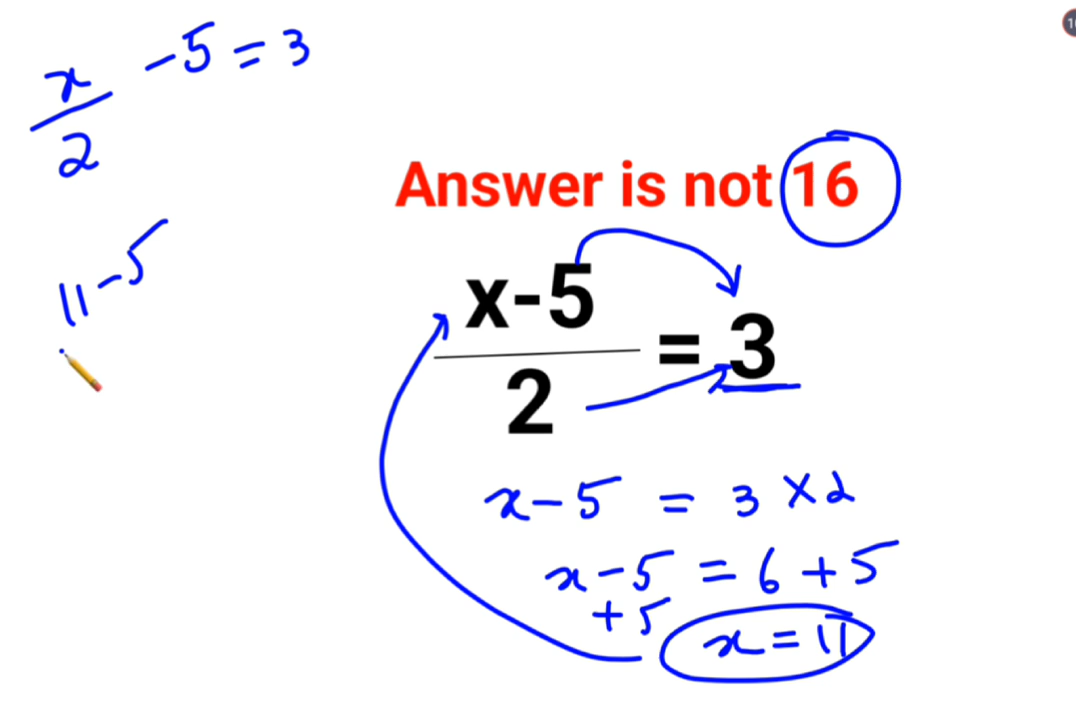 x/2 -5=3
11-5
Answer is not 16
x-5
2
= 3
x-5 = 3×2
x-5 = 6+5
+5
x=11